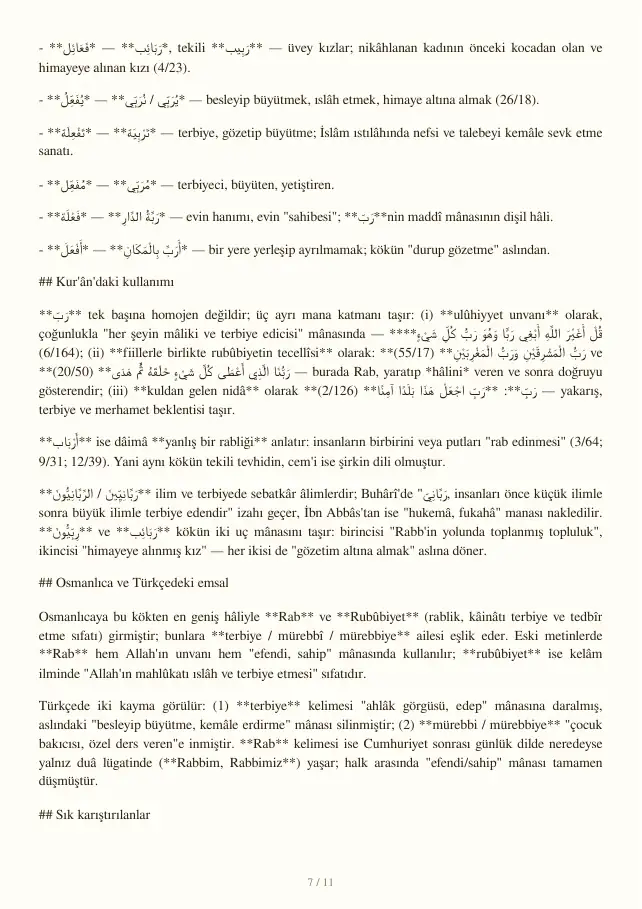 - **فَعَائِل* — **رَبَائِب*, tekili **رَبِيب** — üvey kızlar; nikâhlanan kadının önceki kocadan olan ve
himayeye alınan kızı (4/23).
- **يُفَعِّلُ* — **يُرَبِّي / نُرَبِّي* — besleyip büyütmek, ıslâh etmek, himaye altına almak (26/18).
- **تَفْعِلَة* — **تَرْبِيَة* — terbiye, gözetip büyütme; İslâm ıstılâhında nefsi ve talebeyi kemâle sevk etme
sanatı.
- **مُفَعِّل* — **مُرَبِّي* — terbiyeci, büyüten, yetiştiren.
- **فَعْلَة* — **رَبَّةُ الدَّارِ* — evin hanımı, evin "sahibesi"; **رَبّ**nin maddî mânasının dişil hâli.
- **أَفْعَلَ* — **أَرَبَّ بِالْمَكَانِ* — bir yere yerleşip ayrılmamak; kökün "durup gözetme" aslından.
## Kur'ân'daki kullanımı
**رَبّ** tek başına homojen değildir; üç ayrı mana katmanı taşır: (i) **ulûhiyyet unvanı** olarak,
çoğunlukla "her şeyin mâliki ve terbiye edicisi" mânasında — ****قُلْ أَغَيْرَ اللَّهِ أَبْغِي رَبًّا وَهُوَ رَبُّ كُلِّ شَيْءٍ
(6/164); (ii) **fiillerle birlikte rubûbiyetin tecellîsi** olarak: **رَبُّ الْمَشْرِقَيْنِ وَرَبُّ الْمَغْرِبَيْنِ** (55/17) ve
**رَبُّنَا الَّذِي أَعْطَى كُلَّ شَيْءٍ خَلْقَهُ ثُمَّ هَدَى** (20/50) — burada Rab, yaratıp *hâlini* veren ve sonra doğruyu
gösterendir; (iii) **kuldan gelen nidâ** olarak **رَبِّ**: **رَبِّ اجْعَلْ هَذَا بَلَدًا آمِنًا** (2/126) — yakarış,
terbiye ve merhamet beklentisi taşır.
**أَرْبَاب** ise dâimâ **yanlış bir rabliği** anlatır: insanların birbirini veya putları "rab edinmesi" (3/64;
9/31; 12/39). Yani aynı kökün tekili tevhidin, cem'i ise şirkin dili olmuştur.
**رَبَّانِيِّينَ / الرَّبَّانِيُّونَ** ilim ve terbiyede sebatkâr âlimlerdir; Buhârî'de "رَبَّانِيّ, insanları önce küçük ilimle
sonra büyük ilimle terbiye edendir" izahı geçer, İbn Abbâs'tan ise "hukemâ, fukahâ" manası nakledilir.
**رِبِّيُّونَ** ve **رَبَائِب** kökün iki uç mânasını taşır: birincisi "Rabb'in yolunda toplanmış topluluk",
ikincisi "himayeye alınmış kız" — her ikisi de "gözetim altına almak" aslına döner.
## Osmanlıca ve Türkçedeki emsal
Osmanlıcaya bu kökten en geniş hâliyle **Rab** ve **Rubûbiyet** (rablik, kâinâtı terbiye ve tedbîr
etme sıfatı) girmiştir; bunlara **terbiye / mürebbî / mürebbiye** ailesi eşlik eder. Eski metinlerde
**Rab** hem Allah'ın unvanı hem "efendi, sahip" mânasında kullanılır; **rubûbiyet** ise kelâm
ilminde "Allah'ın mahlûkatı ıslâh ve terbiye etmesi" sıfatıdır.
Türkçede iki kayma görülür: (1) **terbiye** kelimesi "ahlâk görgüsü, edep" mânasına daralmış,
aslındaki "besleyip büyütme, kemâle erdirme" mânası silinmiştir; (2) **mürebbi / mürebbiye** "çocuk
bakıcısı, özel ders veren"e inmiştir. **Rab** kelimesi ise Cumhuriyet sonrası günlük dilde neredeyse
yalnız duâ lügatinde (**Rabbim, Rabbimiz**) yaşar; halk arasında "efendi/sahip" mânası tamamen
düşmüştür.
## Sık karıştırılanlar
7 / 11